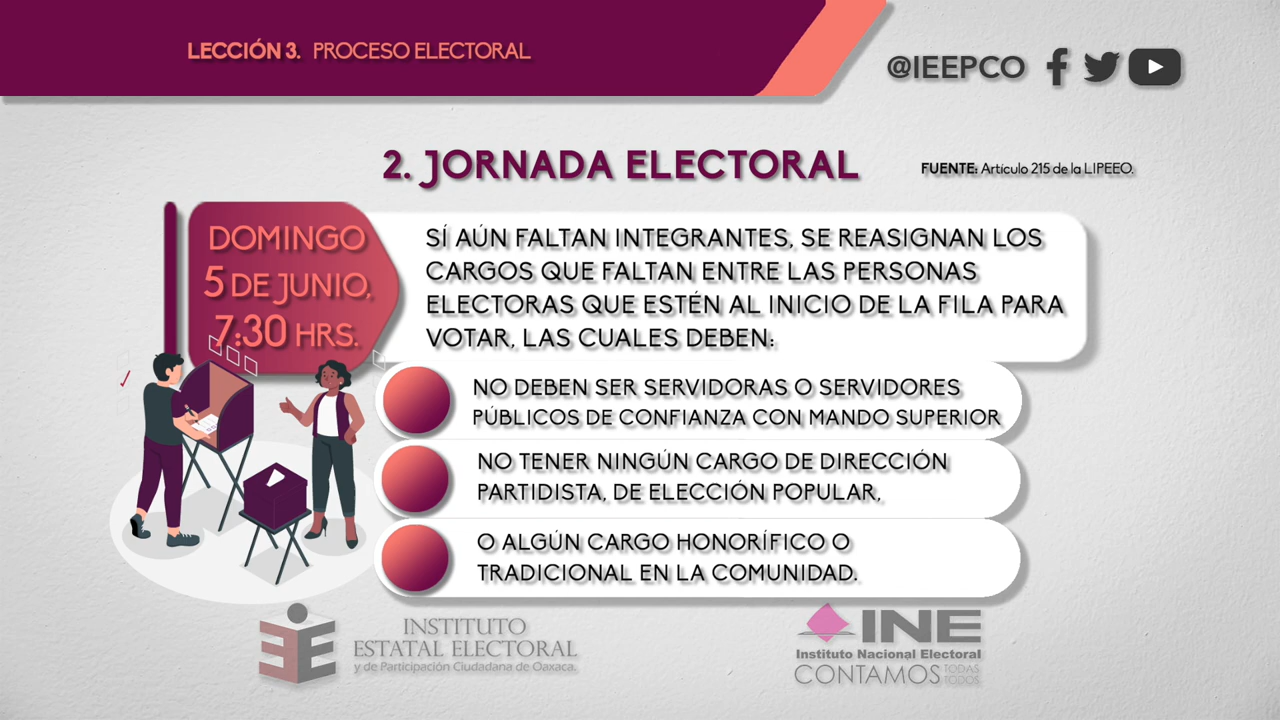 LECCIÓN 3. PROCESO ELECTORAL
@IEEPCO
2. JORNADA ELECTORAL
FUENTE: Artículo 215 de la LIPEEO.
DOMINGO
5 DE JUNIO,
7:30 HRS.
SÍ AÚN FALTAN INTEGRANTES, SE REASIGNAN LOS
CARGOS QUE FALTAN ENTRE LAS PERSONAS
ELECTORAS QUE ESTÉN AL INICIO DE LA FILA PARA
VOTAR, LAS CUALES DEBEN:
NO DEBEN SER SERVIDORAS O SERVIDORES
PÚBLICOS DE CONFIANZA CON MANDO SUPERIOR
NO TENER NINGÚN CARGO DE DIRECCIÓN
PARTIDISTA, DE ELECCIÓN POPULAR,
O ALGÚN CARGO HONORÍFICO O
TRADICIONAL EN LA COMUNIDAD.
INSTITUTO
ESTATAL ELECTORAL
y de Participación Ciudadana de Oaxaca.
INE
Instituto Nacional Electoral
CONTAMOS TODAS
TODOS